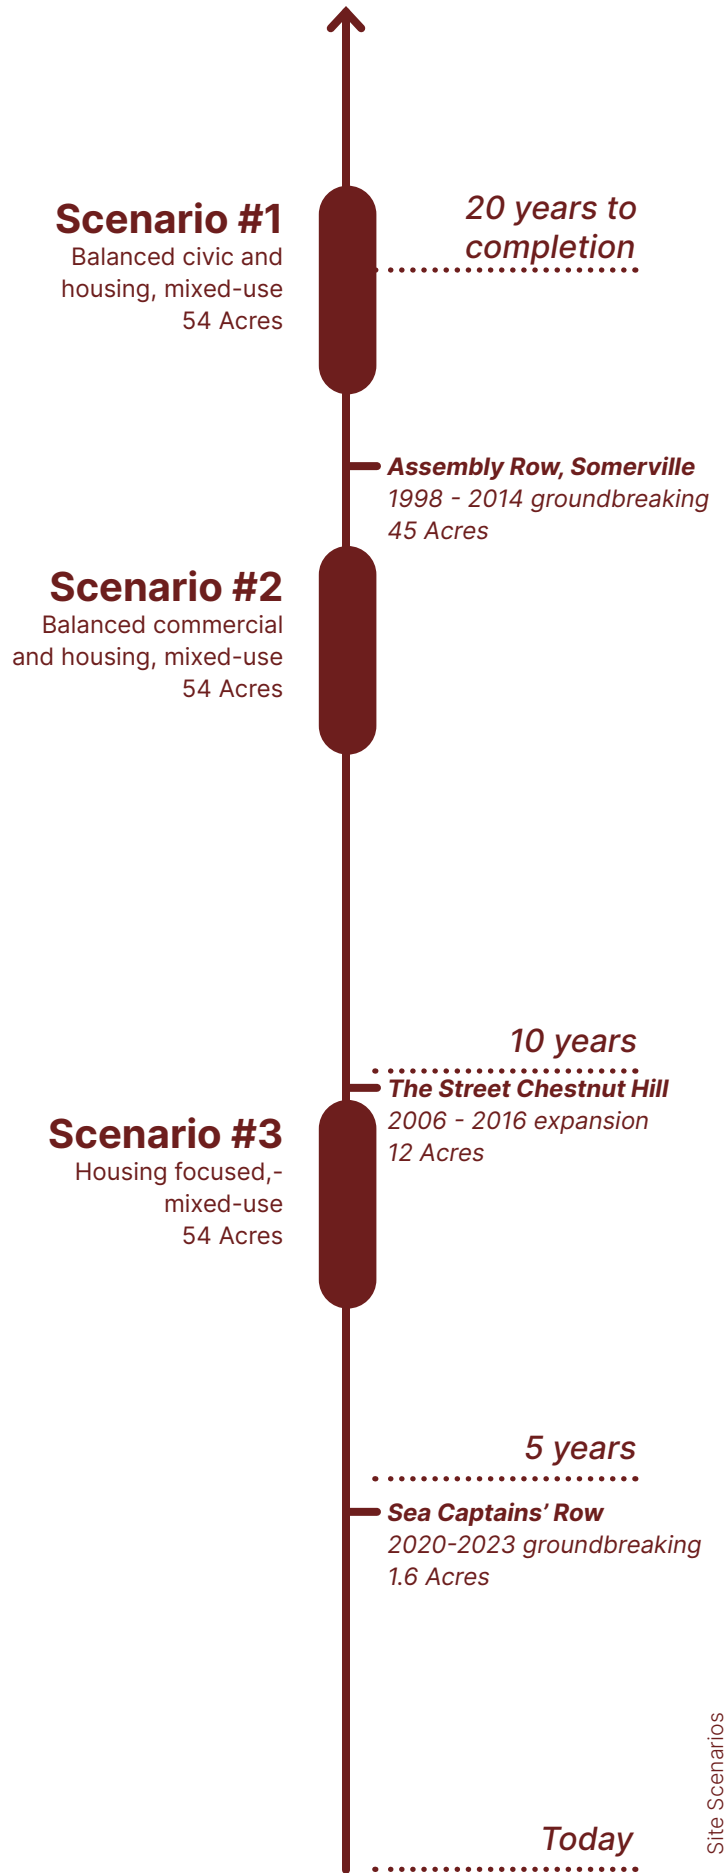 Scenario #1
Balanced civic and
housing, mixed-use
54 Acres
20 years to
completion
Assembly Row, Somerville
1998 - 2014 groundbreaking
45 Acres
Scenario #2
Balanced commercial
and housing, mixed-use
54 Acres
10 years
The Street Chestnut Hill
2006 - 2016 expansion
12 Acres
Scenario #3
Housing focused,-
mixed-use
54 Acres
5 years
Sea Captains’ Row
2020-2023 groundbreaking
1.6 Acres
Today
Site Scenarios